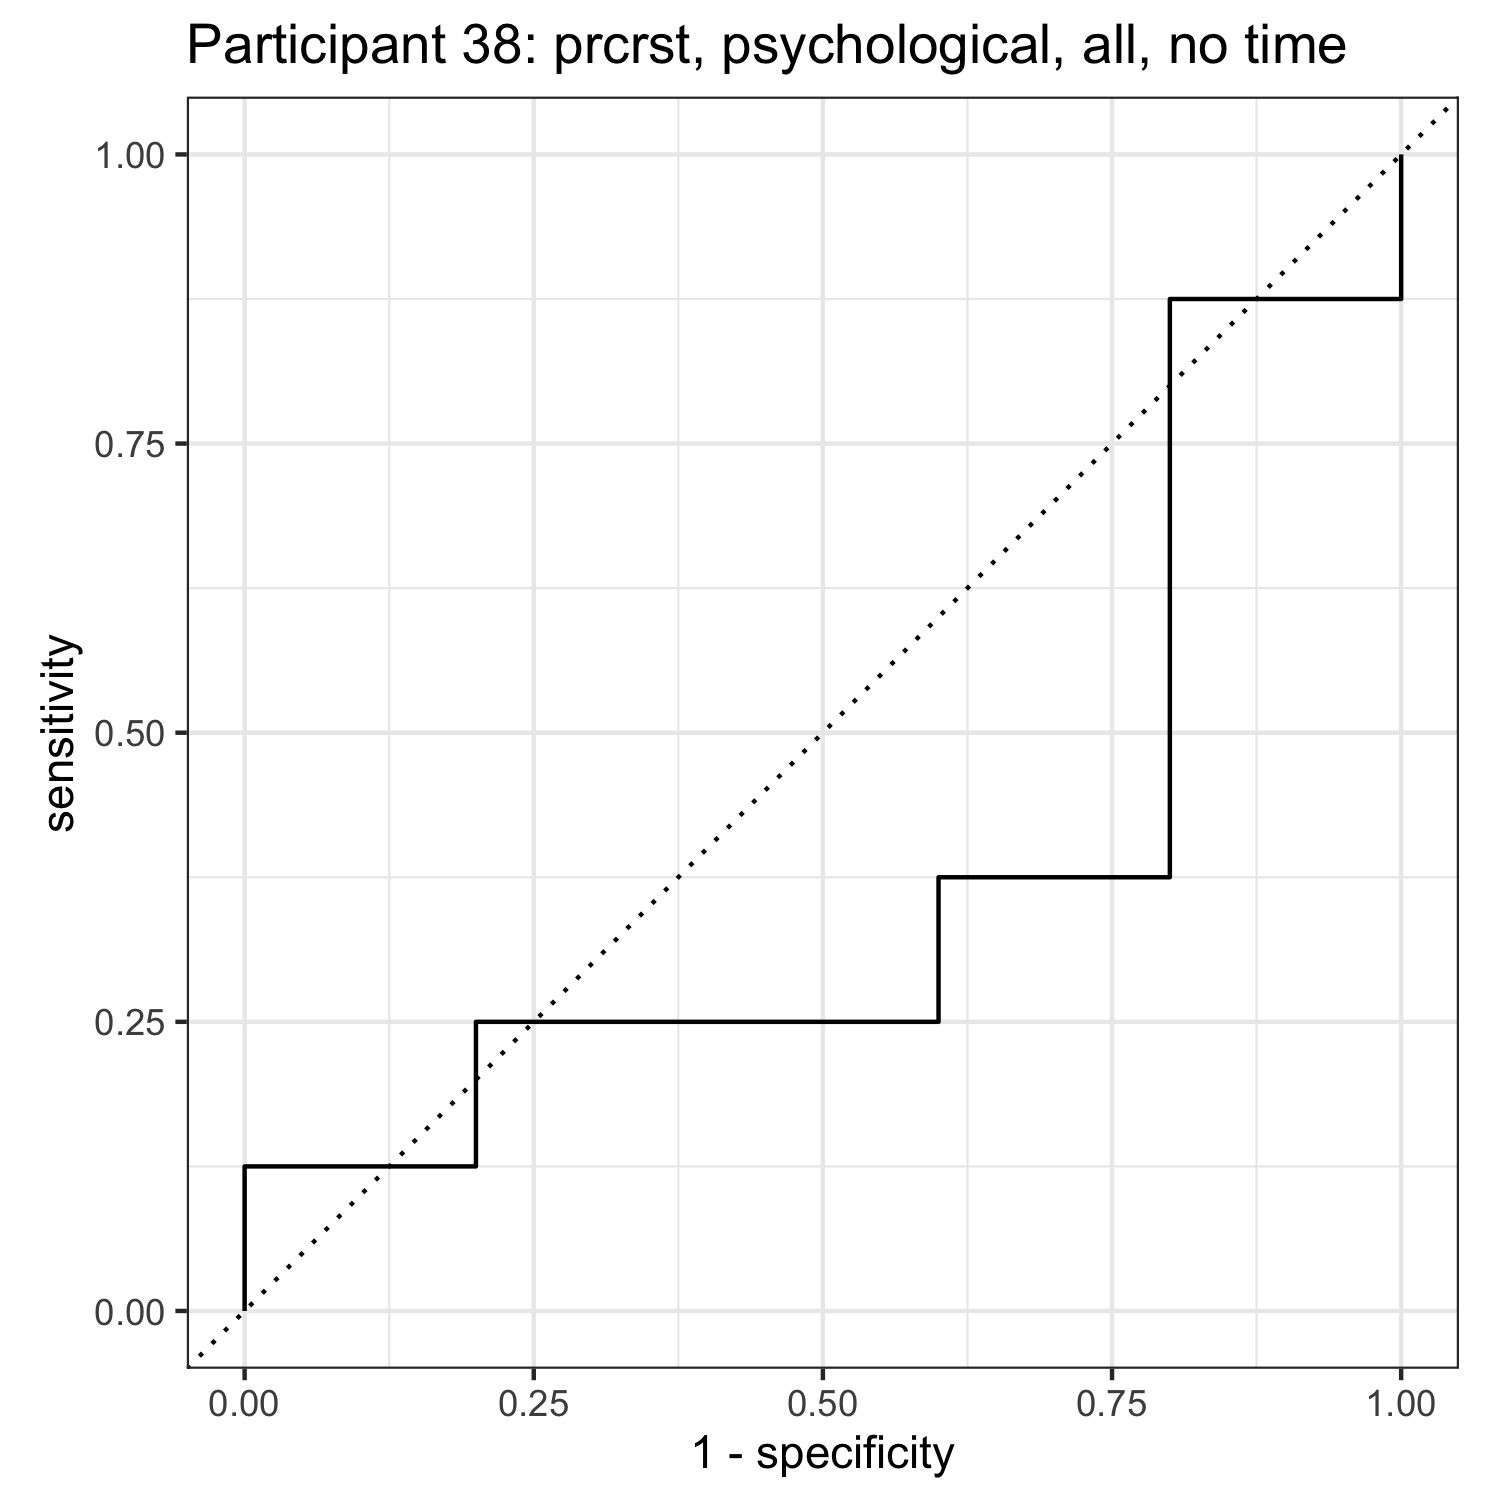 Participant 38: prcrst, psychological, all, no time
1.00
0.75
0.50
0.25
0.00
sensitivity
0.00 0.25 0.50 0.75 1.00
1 - specificity